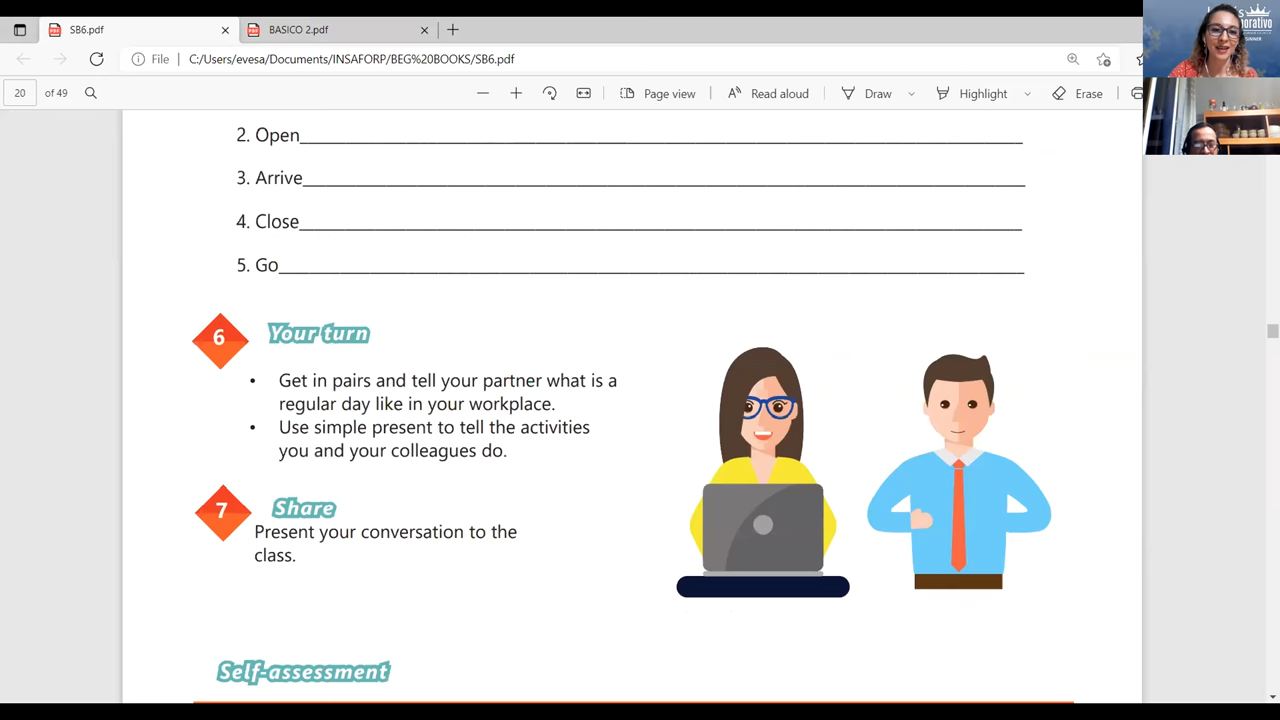 SB6.pdf
BASICO 2.pdf
File
C:/Users/evesa/Documents/INSAFORP/BEG%20BOOKS/SB6.pdf
20 of 49
Page view
Read aloud
Draw
Highlight
Erase
2. Open
3. Arrive
4. Close
5. Go
6 Your turn
• Get in pairs and tell your partner what is a
regular day like in your workplace.
• Use simple present to tell the activities
you and your colleagues do.
7 Share
Present your conversation to the
class.
Self-assessment